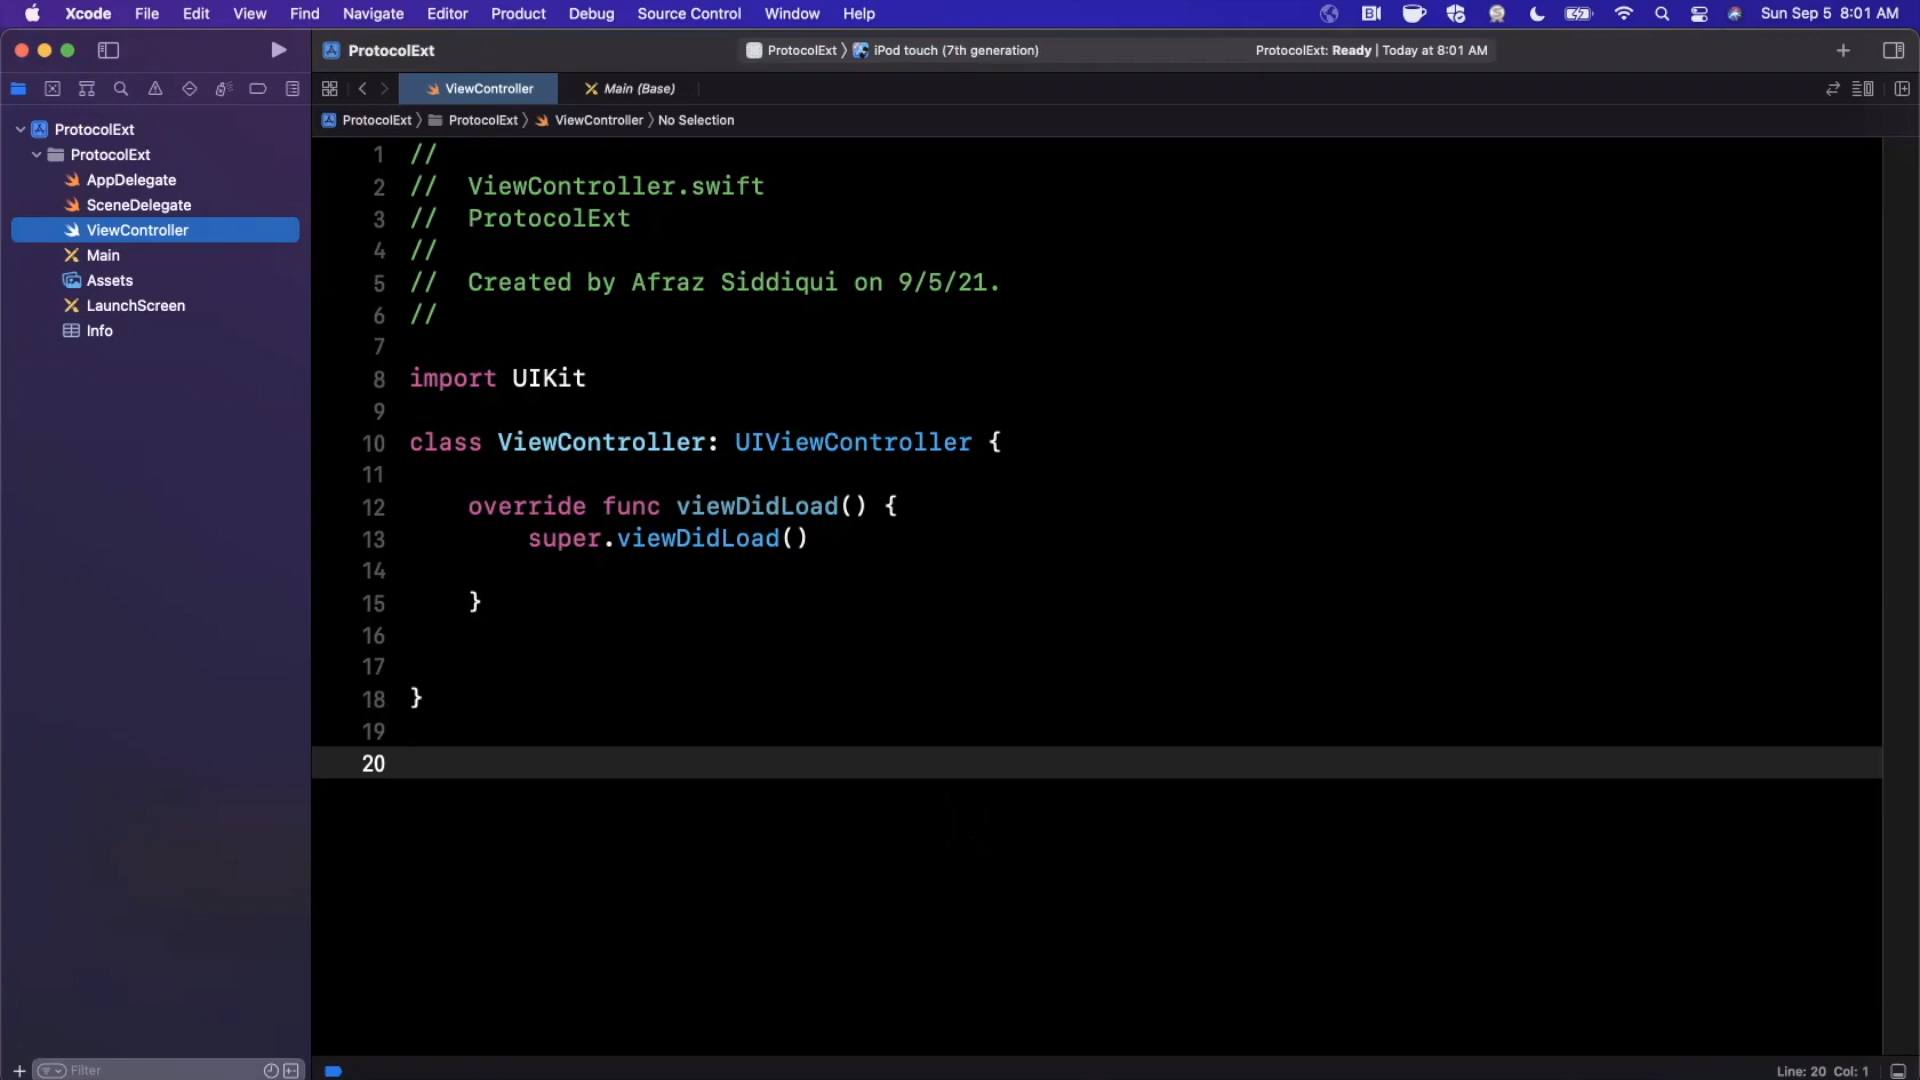 Xcode File Edit View Find Navigate Editor Product Debug Source Control Window Help Sun Sep 5 8:01 AM
ProtocolExt ProtocolExt 〉 iPod touch (7th generation) ProtocolExt: Ready | Today at 8:01 AM
ViewController Main (Base)
ProtocolExt 〉 ProtocolExt 〉 ViewController 〉 No Selection
ProtocolExt
ProtocolExt
AppDelegate
SceneDelegate
ViewController
Main
Assets
LaunchScreen
Info
1 //
2 //  ViewController.swift
3 //  ProtocolExt
4 //
5 //  Created by Afraz Siddiqui on 9/5/21.
6 //
7
8 import UIKit
9
10 class ViewController: UIViewController {
11
12     override func viewDidLoad() {
13         super.viewDidLoad()
14
15     }
16
17
18 }
19
20
Filter
Line: 20 Col: 1